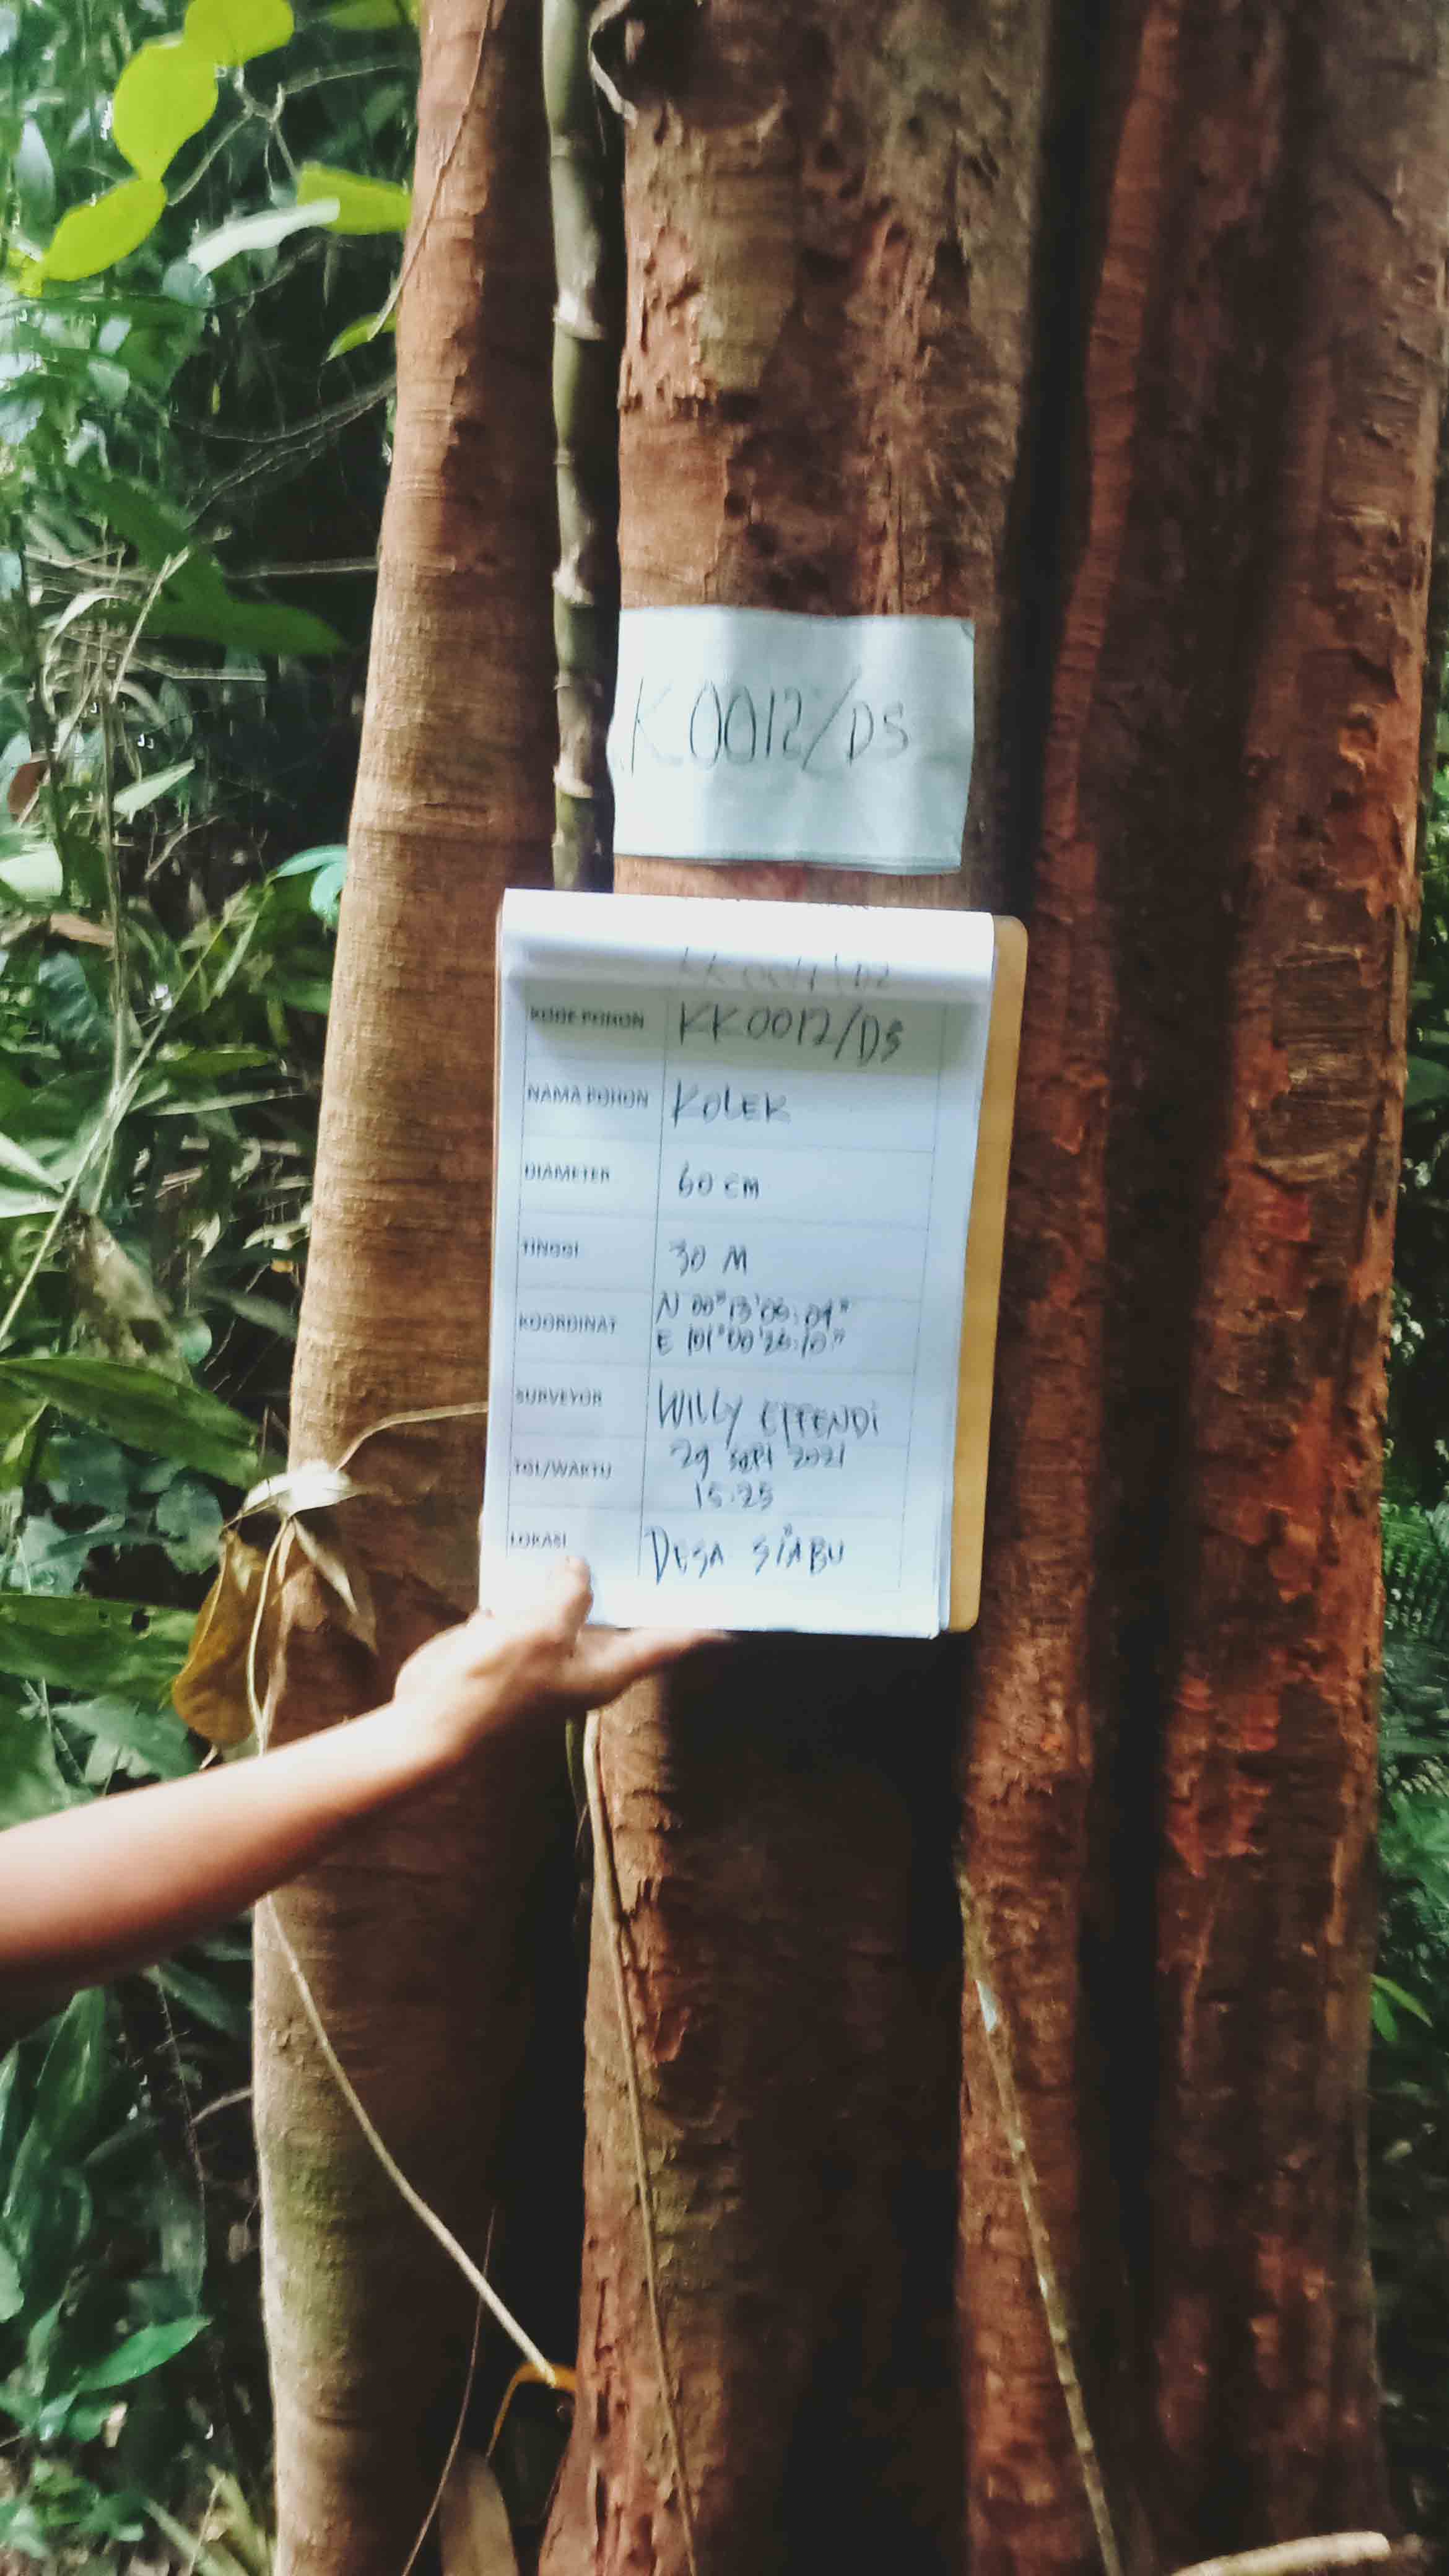 K0012/DS
KODE POHON KK0012/DS
NAMA POHON KOLEK
DIAMETER 60 CM
TINGGI 30 M
KOORDINAT N 00°13'06.09"
E 101°00'26.10"
SURVEYOR WILLY EFFENDI
TGL/WAKTU 29 SEPT 2021
15.25
LOKASI DESA SIABU